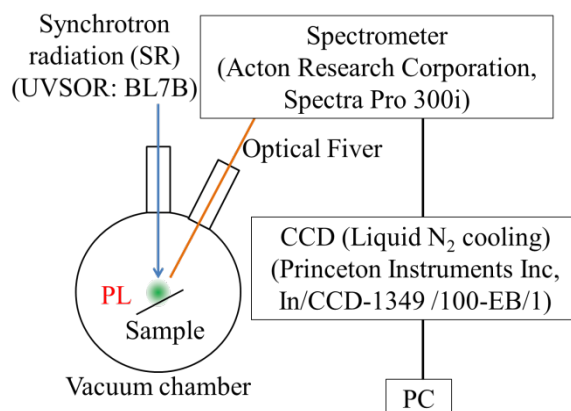 Synchrotron
radiation (SR)
(UVSOR: BL7B)
Spectrometer
(Acton Research Corporation,
Spectra Pro 300i)
Optical Fiver
CCD (Liquid N₂ cooling)
(Princeton Instruments Inc,
In/CCD-1349 /100-EB/1)
PL
Sample
Vacuum chamber
PC